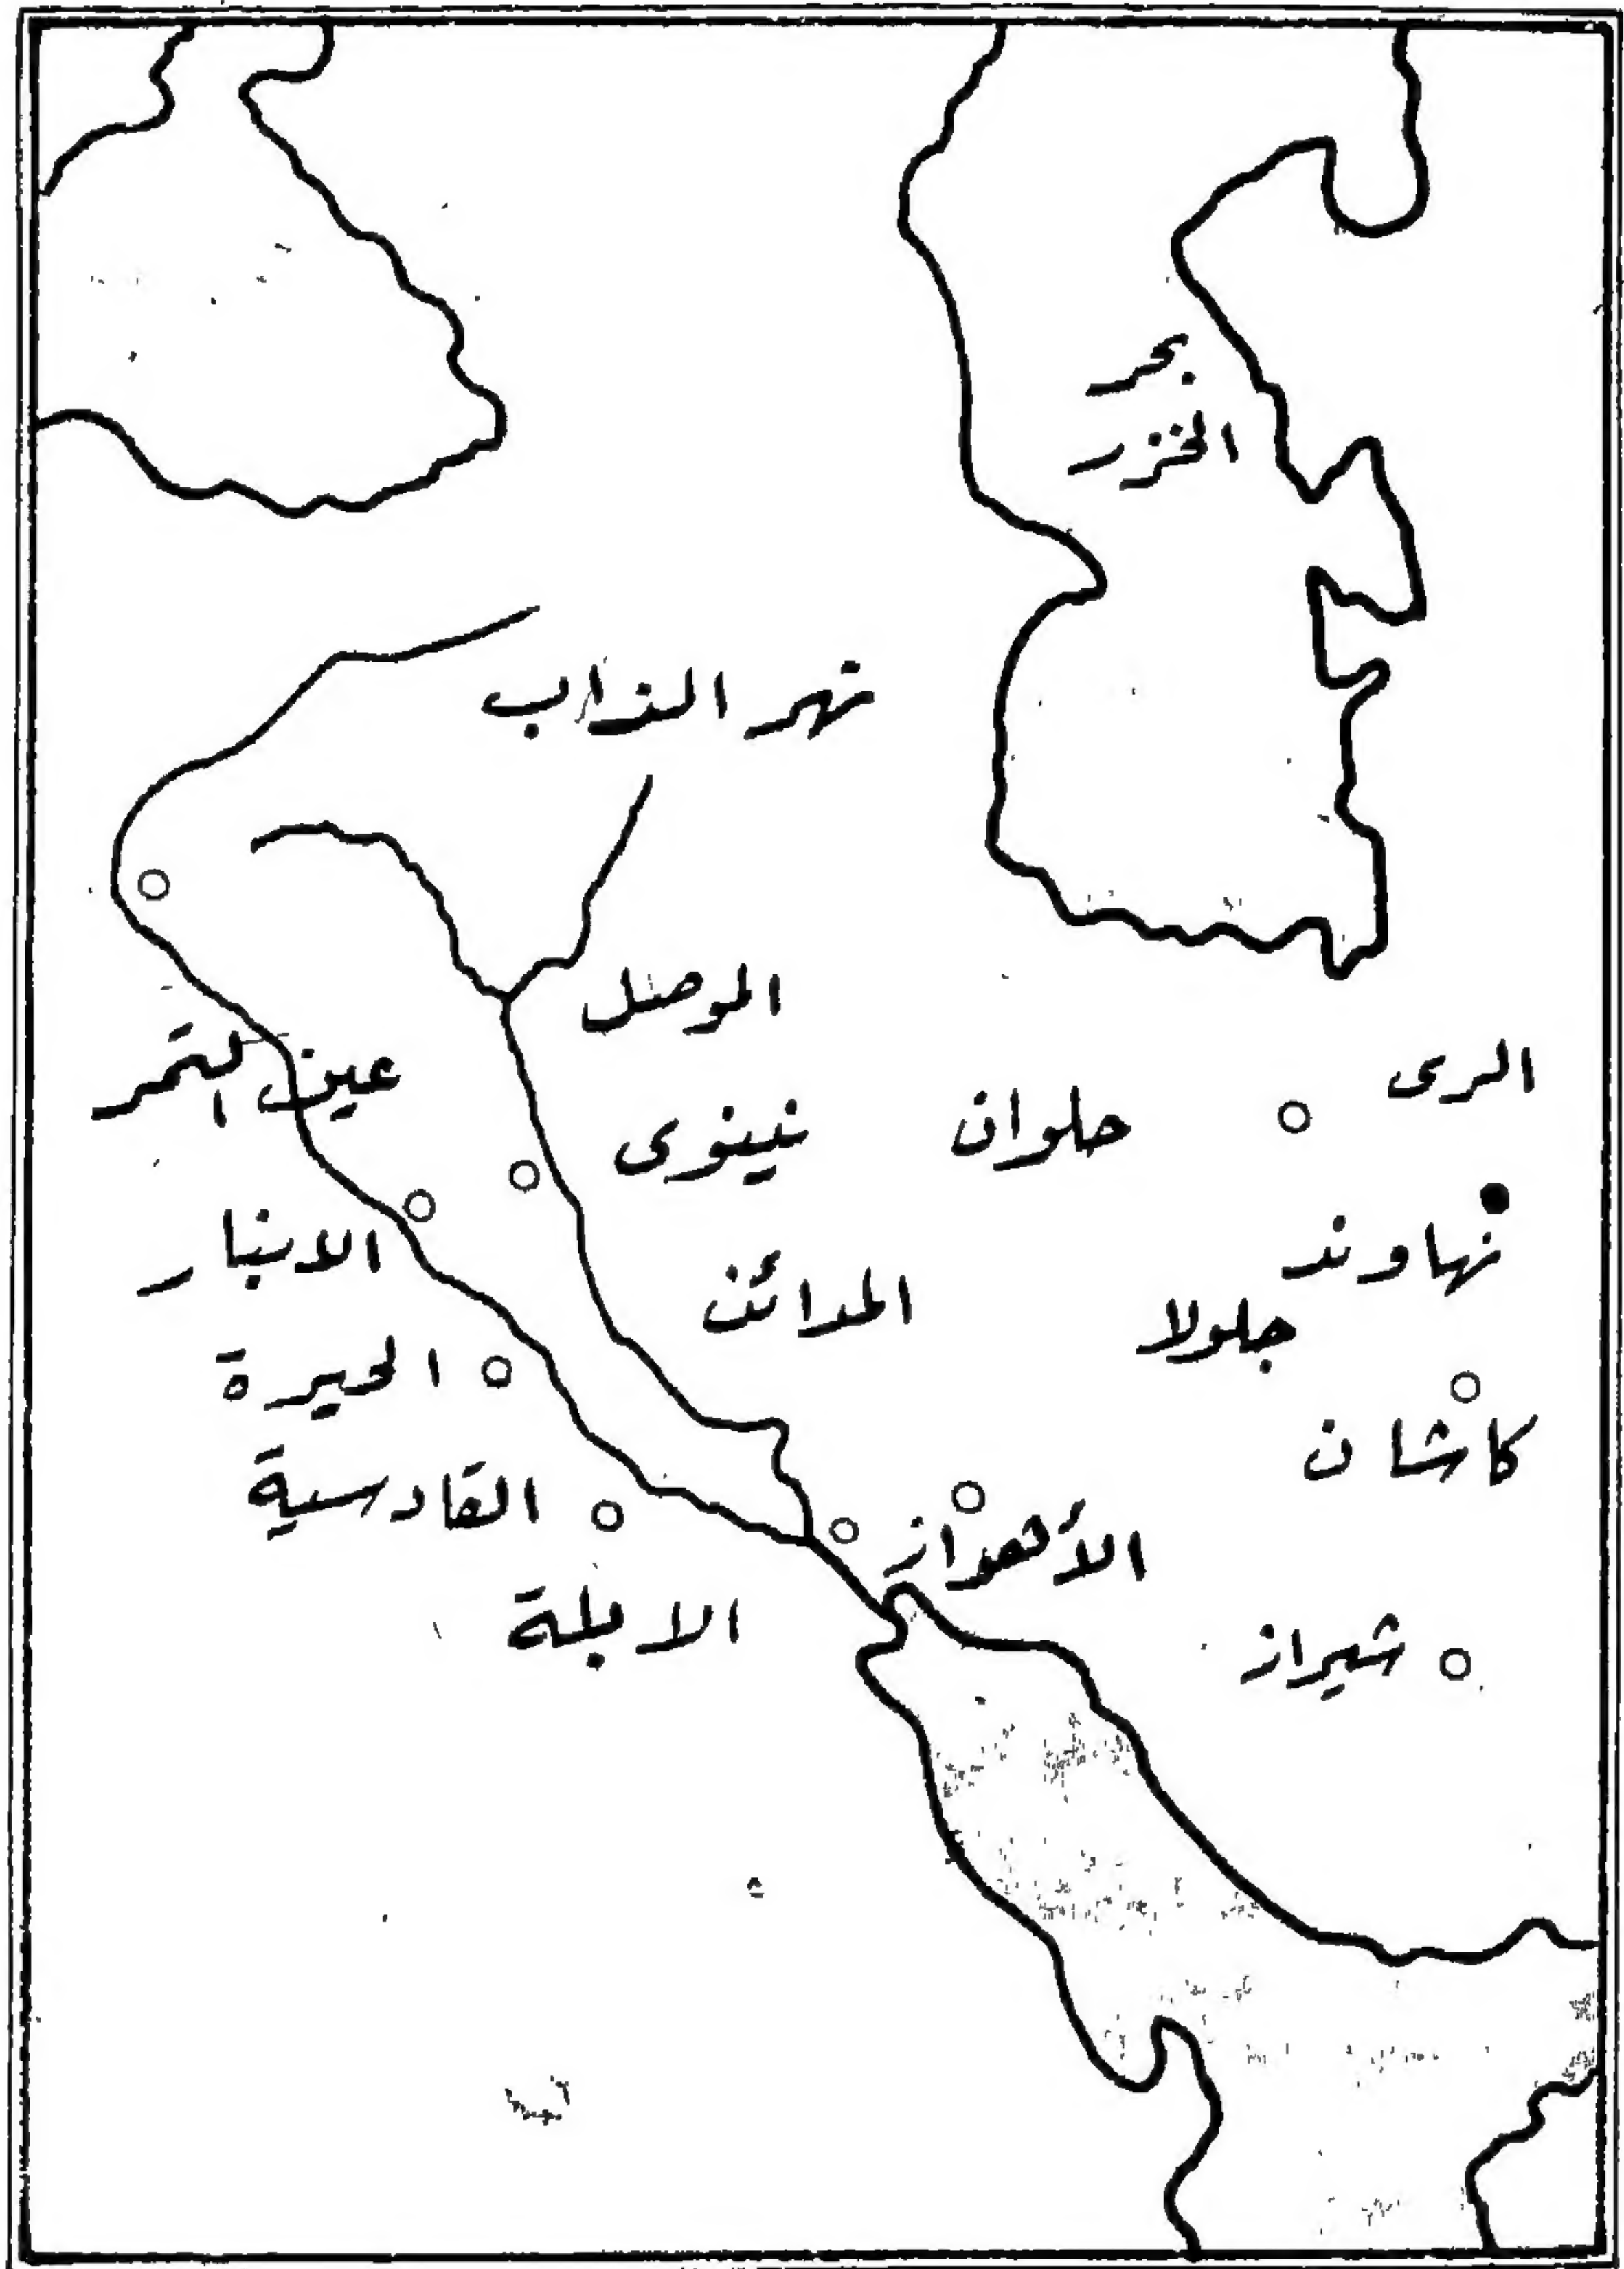 بحر
الخزر
نهر الزاب
الموصل
الرى
عين التمر
نينوى
حلوان
نهاوند
الانبار
المدائن
جلولا
الحيرة
كاشان
القادسية
الأهواز
الابلة
شيراز